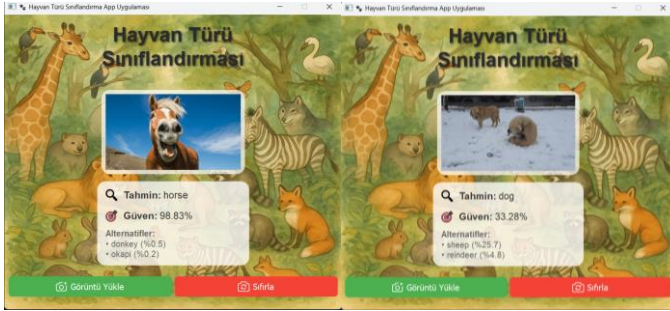 Hayvan Türü Sınıflandırma App Uygulaması
Hayvan Türü
Sınıflandırması
Tahmin: horse
Güven: 98.83%
Alternatifler:
• donkey (%0.5)
• okapi (%0.2)
Görüntü Yükle
Sıfırla
Hayvan Türü Sınıflandırma App Uygulaması
Hayvan Türü
Sınıflandırması
Tahmin: dog
Güven: 33.28%
Alternatifler:
• sheep (%25.7)
• reindeer (%4.8)
Görüntü Yükle
Sıfırla